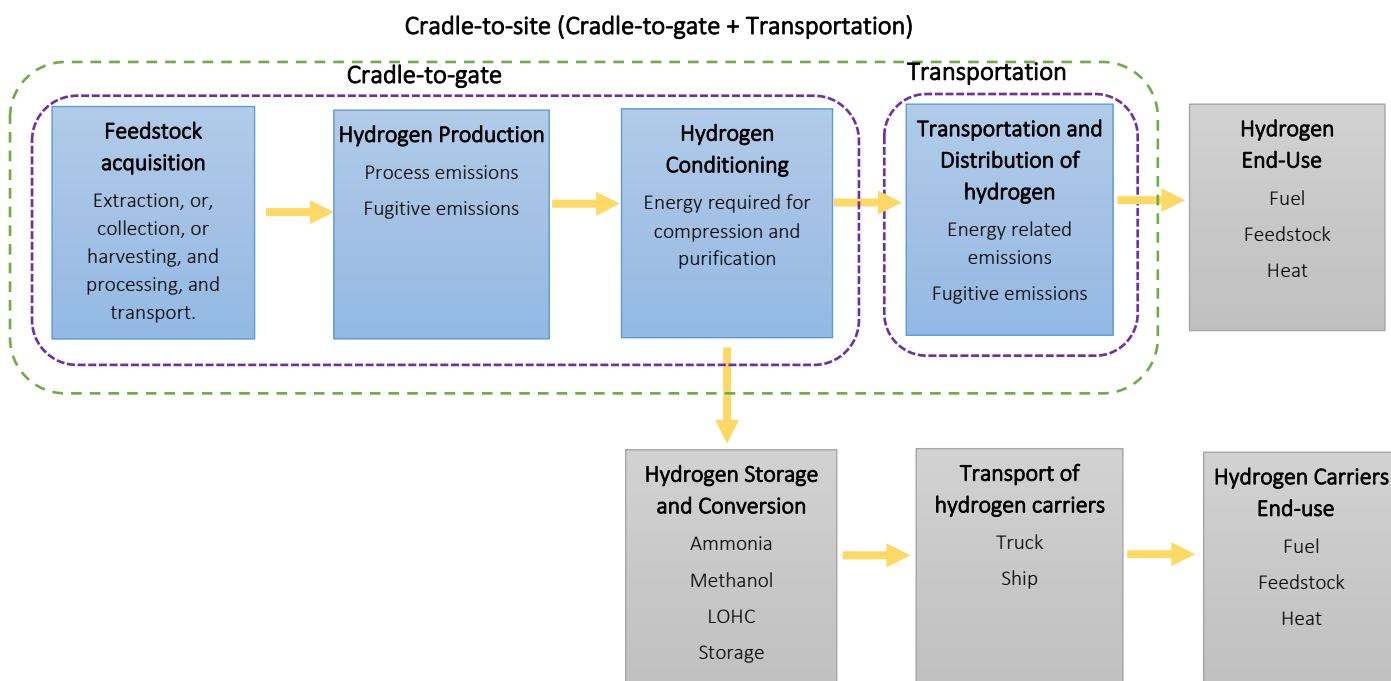 Cradle-to-site (Cradle-to-gate + Transportation)
Cradle-to-gate
Transportation
Feedstock
acquisition
Extraction, or,
collection, or
harvesting, and
processing, and
transport.
Hydrogen Production
Process emissions
Fugitive emissions
Hydrogen
Conditioning
Energy required for
compression and
purification
Transportation and
Distribution of
hydrogen
Energy related
emissions
Fugitive emissions
Hydrogen
End-Use
Fuel
Feedstock
Heat
Hydrogen Storage
and Conversion
Ammonia
Methanol
LOHC
Storage
Transport of
hydrogen carriers
Truck
Ship
Hydrogen Carriers
End-use
Fuel
Feedstock
Heat